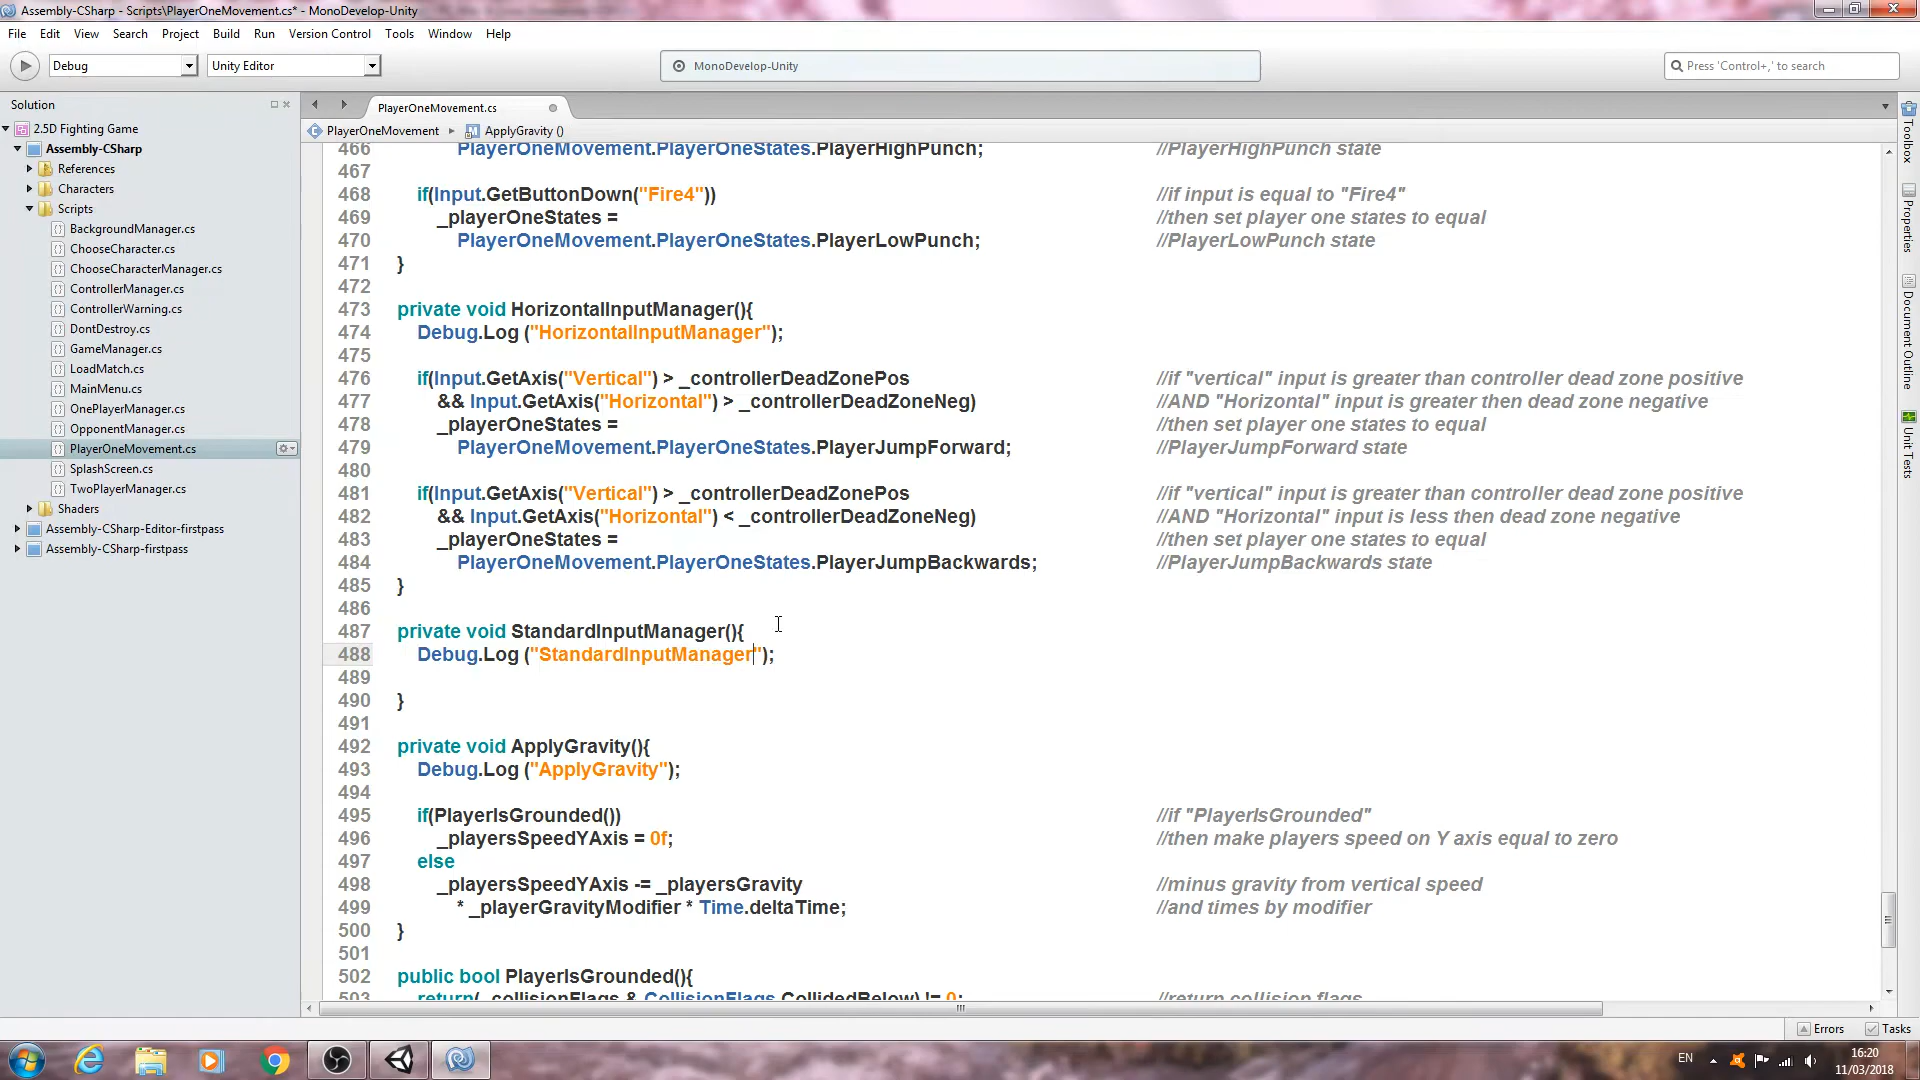 Assembly-CSharp - Scripts\PlayerOneMovement.cs* - MonoDevelop-Unity
File Edit View Search Project Build Run Version Control Tools Window Help
Debug Unity Editor MonoDevelop-Unity Press 'Control+,' to search
Solution
2.5D Fighting Game
Assembly-CSharp
References
Characters
Scripts
BackgroundManager.cs
ChooseCharacter.cs
ChooseCharacterManager.cs
ControllerManager.cs
ControllerWarning.cs
DontDestroy.cs
GameManager.cs
LoadMatch.cs
MainMenu.cs
OnePlayerManager.cs
OpponentManager.cs
PlayerOneMovement.cs
SplashScreen.cs
TwoPlayerManager.cs
Shaders
Assembly-CSharp-Editor-firstpass
Assembly-CSharp-firstpass
PlayerOneMovement.cs
PlayerOneMovement ApplyGravity ()
466 PlayerOneMovement.PlayerOneStates.PlayerHighPunch; //PlayerHighPunch state
467
468 if(Input.GetButtonDown("Fire4")) //if input is equal to "Fire4"
469 _playerOneStates = //then set player one states to equal
470 PlayerOneMovement.PlayerOneStates.PlayerLowPunch; //PlayerLowPunch state
471 }
472
473 private void HorizontalInputManager(){
474 Debug.Log ("HorizontalInputManager");
475
476 if(Input.GetAxis("Vertical") > _controllerDeadZonePos //if "vertical" input is greater than controller dead zone positive
477 && Input.GetAxis("Horizontal") > _controllerDeadZoneNeg) //AND "Horizontal" input is greater then dead zone negative
478 _playerOneStates = //then set player one states to equal
479 PlayerOneMovement.PlayerOneStates.PlayerJumpForward; //PlayerJumpForward state
480
481 if(Input.GetAxis("Vertical") > _controllerDeadZonePos //if "vertical" input is greater than controller dead zone positive
482 && Input.GetAxis("Horizontal") < _controllerDeadZoneNeg) //AND "Horizontal" input is less then dead zone negative
483 _playerOneStates = //then set player one states to equal
484 PlayerOneMovement.PlayerOneStates.PlayerJumpBackwards; //PlayerJumpBackwards state
485 }
486
487 private void StandardInputManager(){
488 Debug.Log ("StandardInputManager");
489
490 }
491
492 private void ApplyGravity(){
493 Debug.Log ("ApplyGravity");
494
495 if(PlayerIsGrounded()) //if "PlayerIsGrounded"
496 _playersSpeedYAxis = 0f; //then make players speed on Y axis equal to zero
497 else
498 _playersSpeedYAxis -= _playersGravity //minus gravity from vertical speed
499 * _playerGravityModifier * Time.deltaTime; //and times by modifier
500 }
501
502 public bool PlayerIsGrounded(){
503 return(_collisionFlags & CollisionFlags.CollidedBelow) != 0; //return collision flags
Toolbox
Properties
Document Outline
Unit Tests
Errors Tasks
EN
16:20
11/03/2018